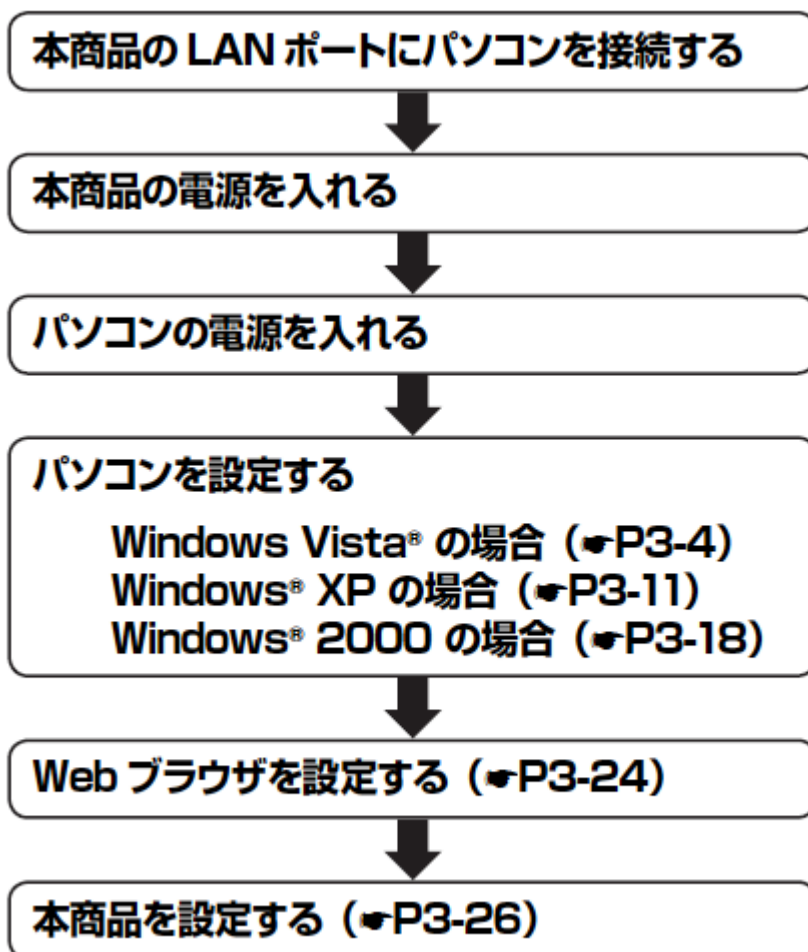 本商品の LAN ポートにパソコンを接続する
本商品の電源を入れる
パソコンの電源を入れる
パソコンを設定する
Windows Vista® の場合（☛P3-4）
Windows® XP の場合（☛P3-11）
Windows® 2000 の場合（☛P3-18）
Web ブラウザを設定する（☛P3-24）
本商品を設定する（☛P3-26）